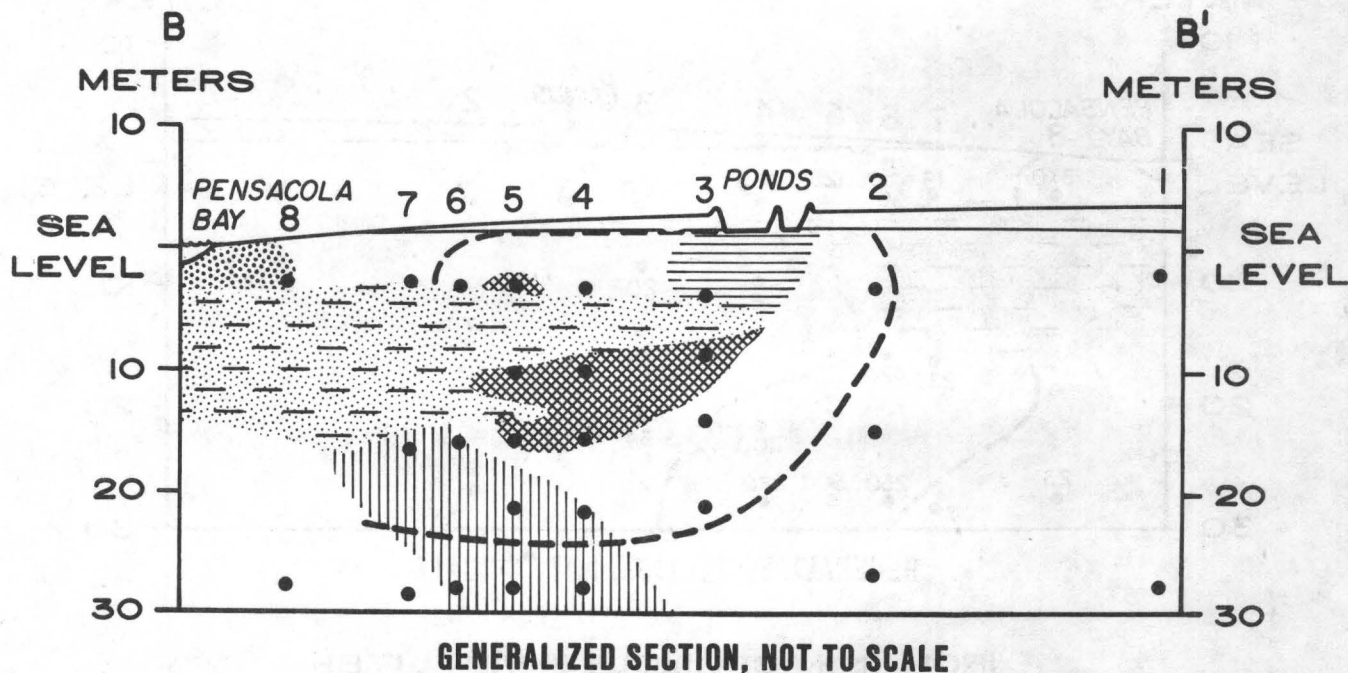 B B'
METERS METERS
10 10
PENSACOLA BAY 8 7 6 5 4 3 PONDS 2 1
SEA LEVEL SEA LEVEL
10 10
20 20
30 30
GENERALIZED SECTION, NOT TO SCALE